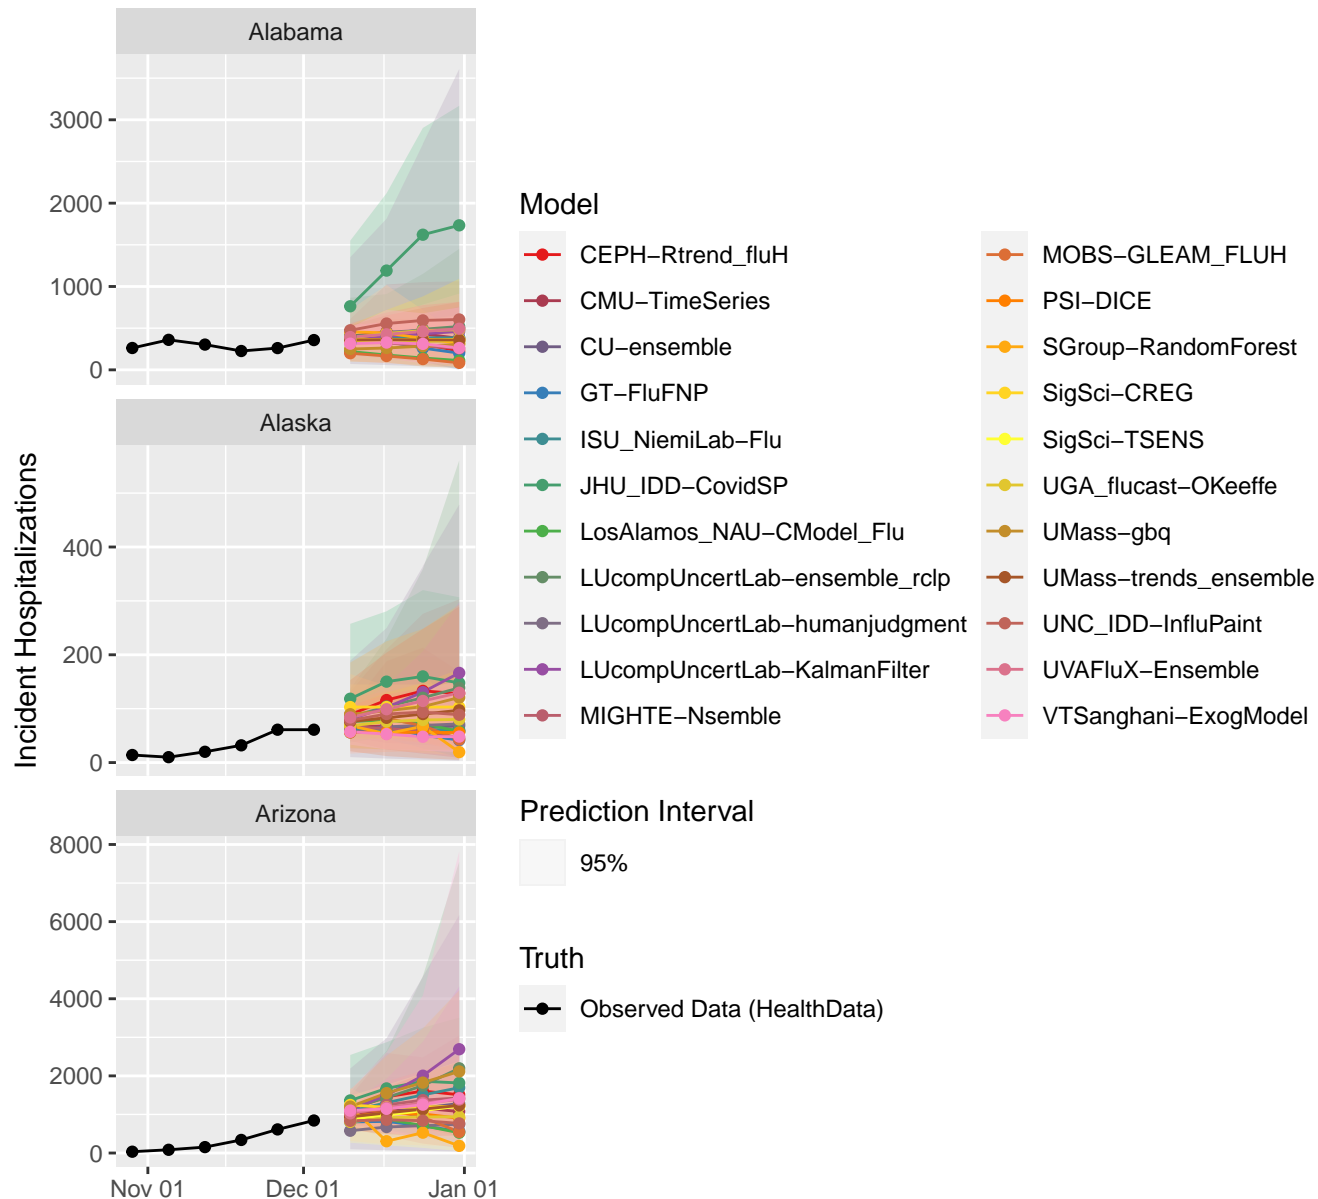 Alabama
3000
2000
1000
0
Alaska
400
200
0
Arizona
8000
6000
4000
2000
0
Nov 01
Dec 01
Jan 01
Incident Hospitalizations
Model
CEPH−Rtrend_fluH
CMU−TimeSeries
CU−ensemble
GT−FluFNP
ISU_NiemiLab−Flu
JHU_IDD−CovidSP
LosAlamos_NAU−CModel_Flu
LUcompUncertLab−ensemble_rclp
LUcompUncertLab−humanjudgment
LUcompUncertLab−KalmanFilter
MIGHTE−Nsemble
MOBS−GLEAM_FLUH
PSI−DICE
SGroup−RandomForest
SigSci−CREG
SigSci−TSENS
UGA_flucast−OKeeffe
UMass−gbq
UMass−trends_ensemble
UNC_IDD−InfluPaint
UVAFluX−Ensemble
VTSanghani−ExogModel
Prediction Interval
95%
Truth
Observed Data (HealthData)